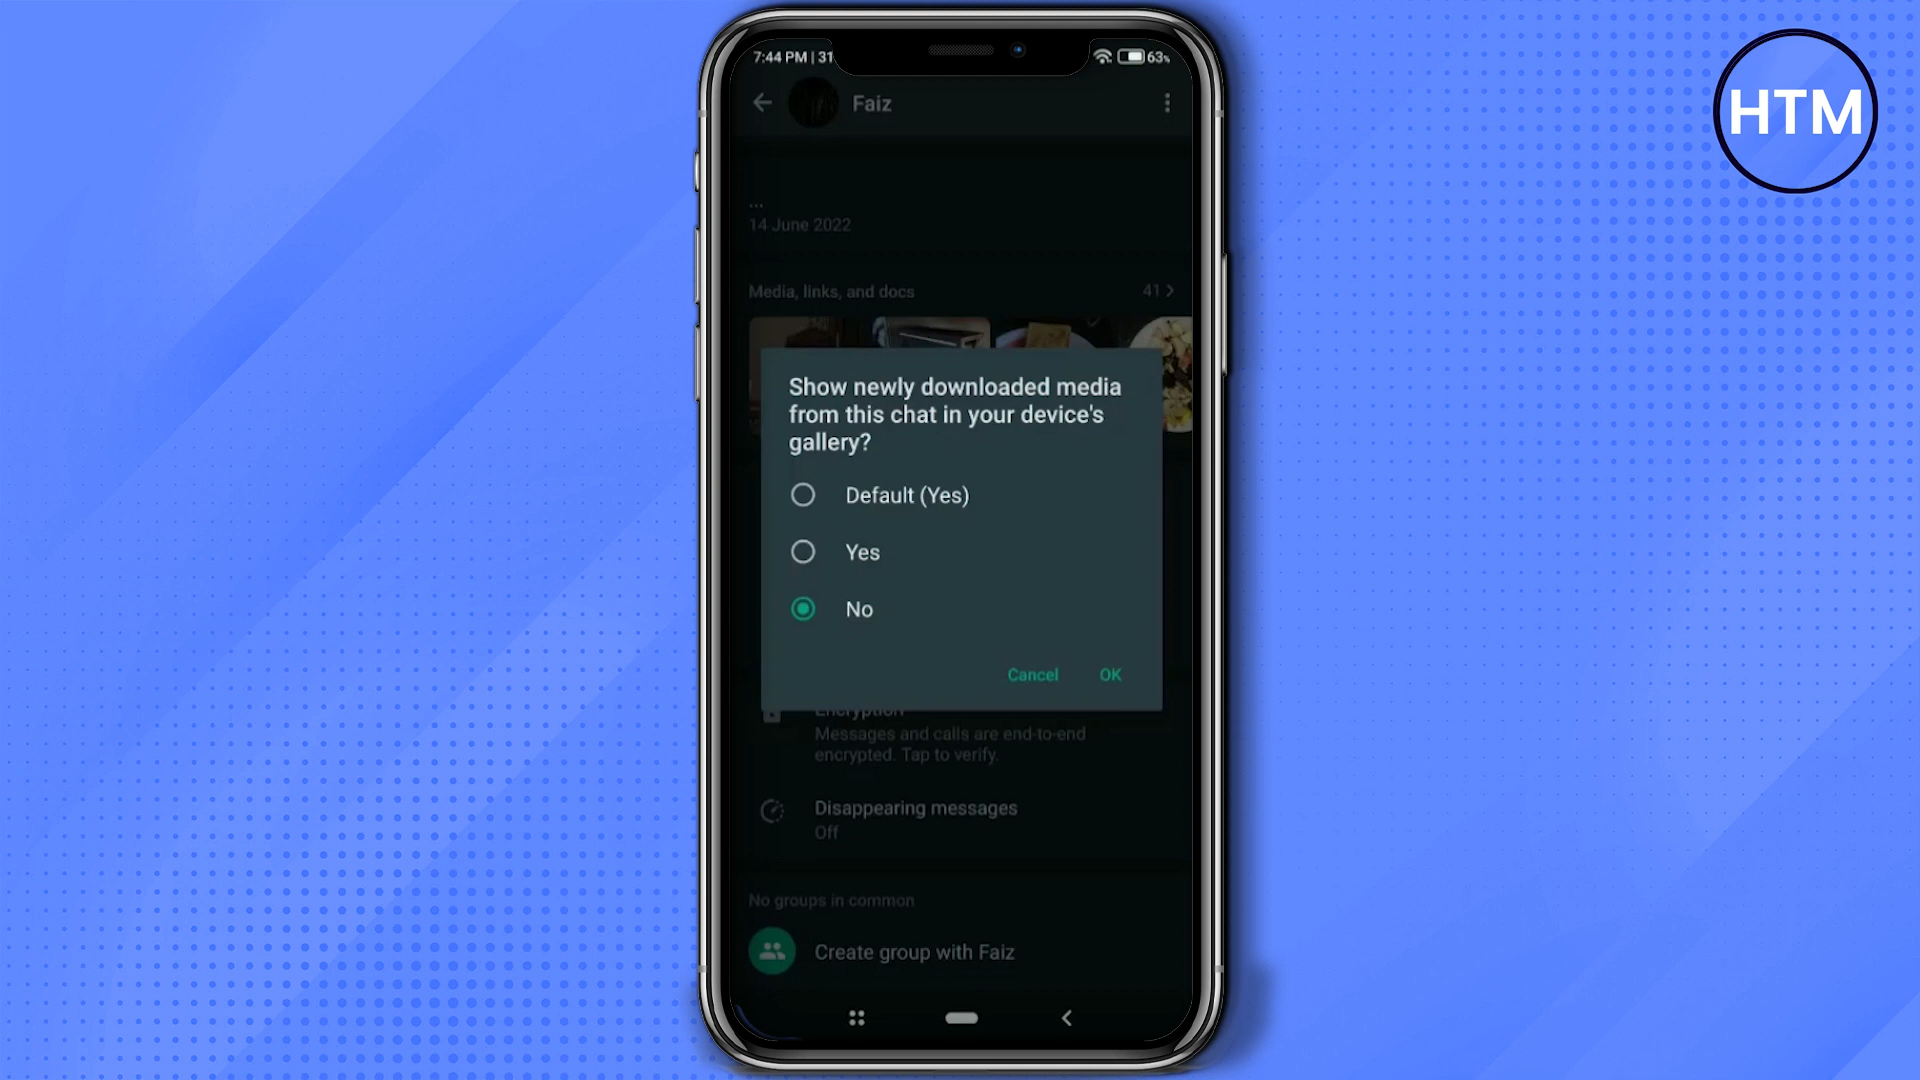 HTM
7:44 PM | 31
63%
Faiz
...
14 June 2022
Media, links, and docs
41
Show newly downloaded media
from this chat in your device's
gallery?
Default (Yes)
Yes
No
Cancel
OK
Encryption
Messages and calls are end-to-end
encrypted. Tap to verify.
Disappearing messages
Off
No groups in common
Create group with Faiz